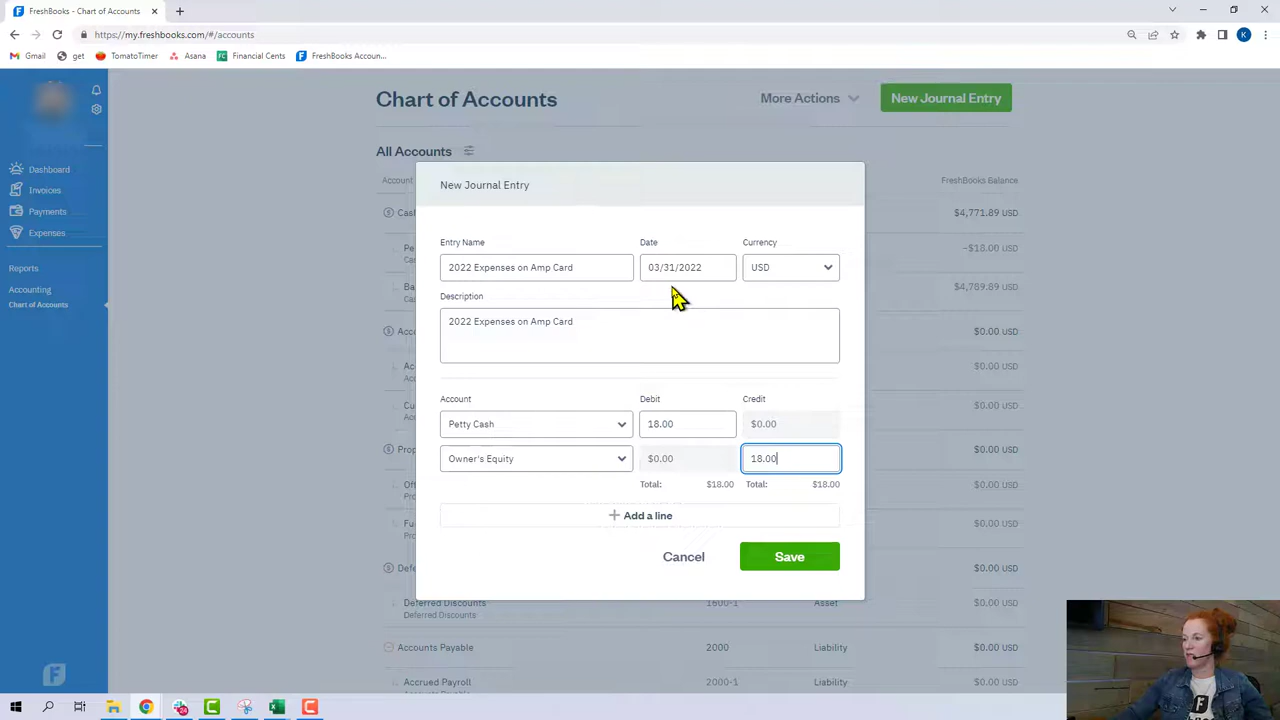 FreshBooks - Chart of Accounts
https://my.freshbooks.com/#/accounts
K
Gmail get TomatoTimer Asana Financial Cents FreshBooks Accoun...
Chart of Accounts More Actions New Journal Entry
All Accounts
Account FreshBooks Balance
Dashboard
Invoices
Payments
Expenses
Reports
Accounting
Chart of Accounts
New Journal Entry
Entry Name Date Currency
2022 Expenses on Amp Card 03/31/2022 USD
Description
2022 Expenses on Amp Card
Account Debit Credit
Petty Cash 18.00 $0.00
Owner's Equity $0.00 18.00
Total: $18.00 Total: $18.00
Add a line
Cancel Save
$4,771.89 USD
–$18.00 USD
$4,789.89 USD
$0.00 USD
$0.00 USD
$0.00 USD
$0.00 USD
$0.00 USD
$0.00 USD
$0.00 USD
Deferred Discounts 1600-1 Asset $0.00 USD
Deferred Discounts
Accounts Payable 2000 Liability $0.00 USD
Accrued Payroll 2000-1 Liability $0.00 USD
Accounts Payable